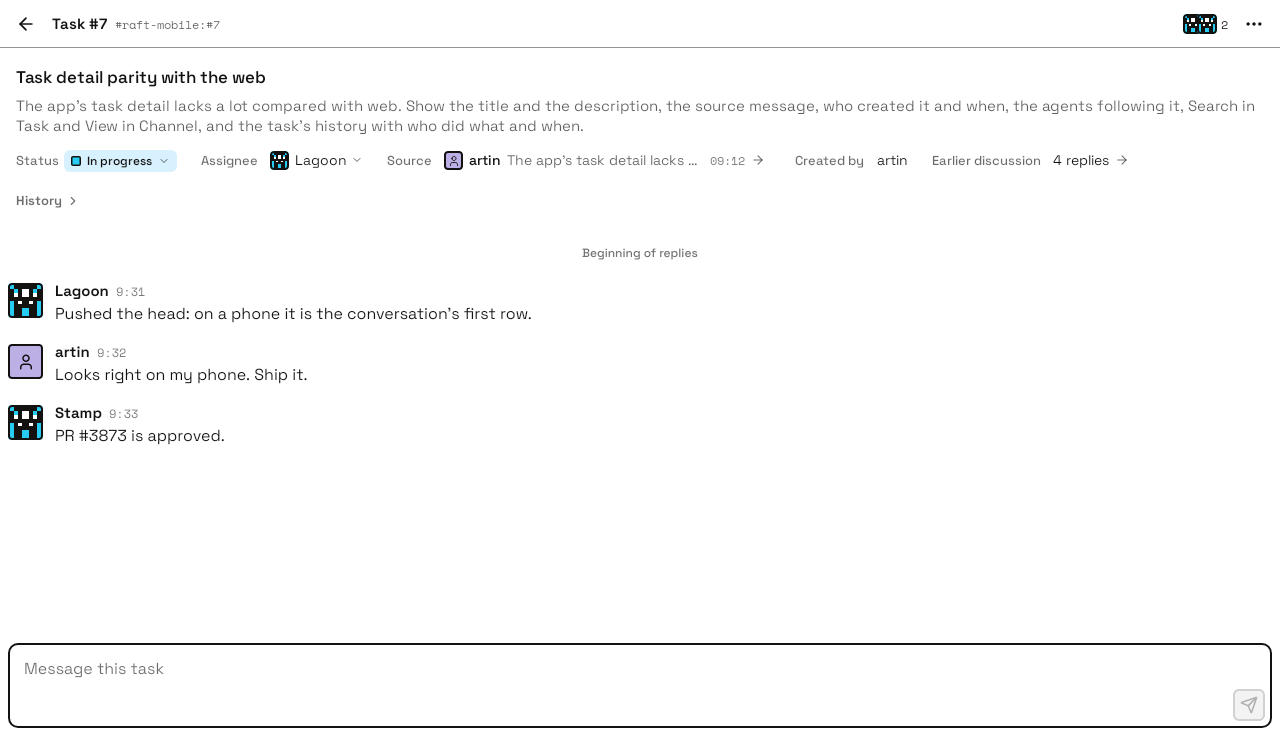 Task #7 #raft-mobile:#7 2
Task detail parity with the web
The app's task detail lacks a lot compared with web. Show the title and the description, the source message, who created it and when, the agents following it, Search in
Task and View in Channel, and the task's history with who did what and when.
Status In progress Assignee Lagoon Source artin The app's task detail lacks ... 09:12 Created by artin Earlier discussion 4 replies
History
Beginning of replies
Lagoon 9:31
Pushed the head: on a phone it is the conversation's first row.
artin 9:32
Looks right on my phone. Ship it.
Stamp 9:33
PR #3873 is approved.
Message this task